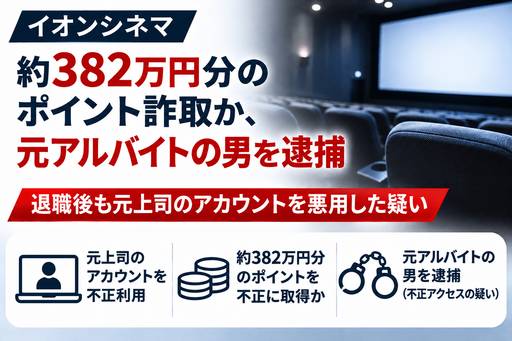 イオンシネマ
約382万円分の
ポイント詐取か、
元アルバイトの男を逮捕
退職後も元上司のアカウントを悪用した疑い
元上司の
アカウントを
不正利用
約382万円分
のポイントを
不正に取得か
元アルバイトの
男を逮捕
(不正アクセスの疑い)